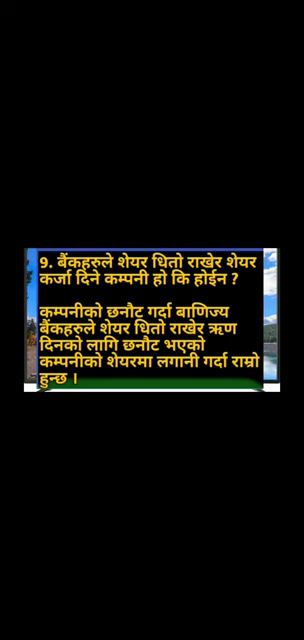 9. बैंकहरुले शेयर धितो राखेर शेयर
कर्जा दिने कम्पनी हो कि होईन ?
कम्पनीको छनौट गर्दा बाणिज्य
बैंकहरुले शेयर धितो राखेर ऋण
दिनको लागि छनौट भएको
कम्पनीको शेयरमा लगानी गर्दा राम्रो
हुन्छ ।